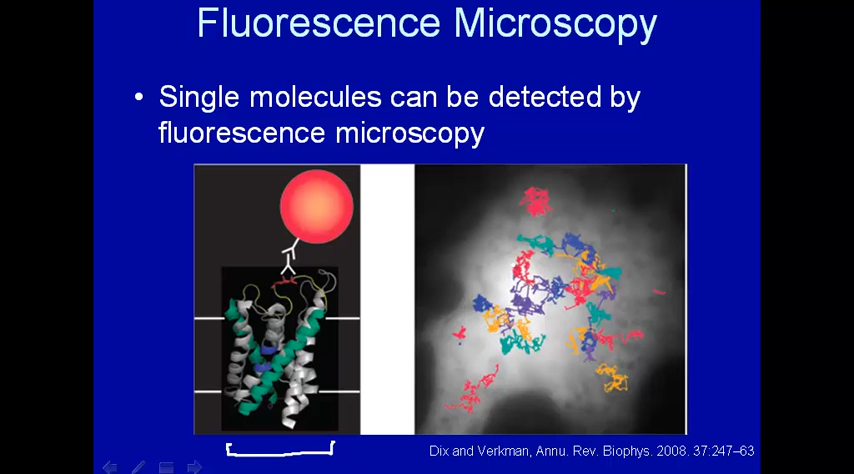 Fluorescence Microscopy
• Single molecules can be detected by
fluorescence microscopy
Dix and Verkman, Annu. Rev. Biophys. 2008. 37:247–63